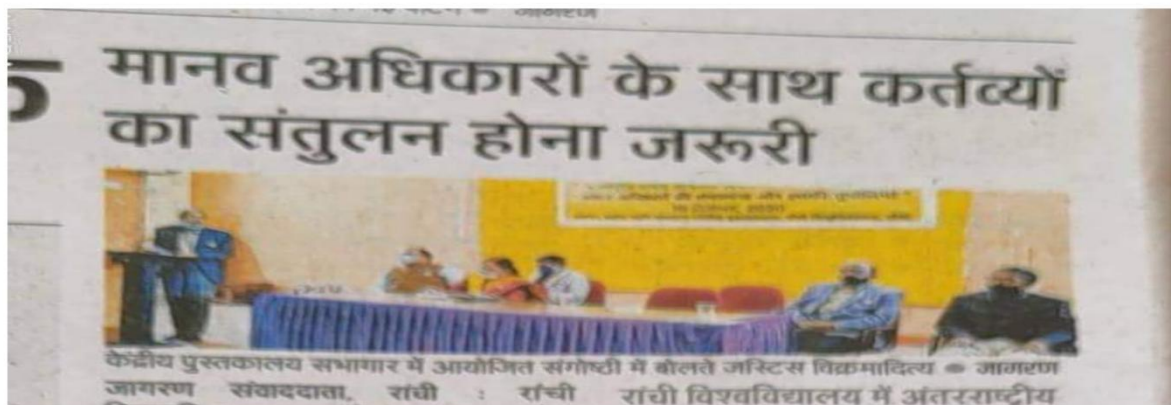 जागरण
मानव अधिकारों के साथ कर्तव्यों
का संतुलन होना जरूरी
केंद्रीय पुस्तकालय सभागार में आयोजित संगोष्ठी में बोलते जस्टिस विक्रमादित्य ● जागरण
जागरण संवाददाता, रांची : रांची
रांची विश्वविद्यालय में अंतरराष्ट्रीय